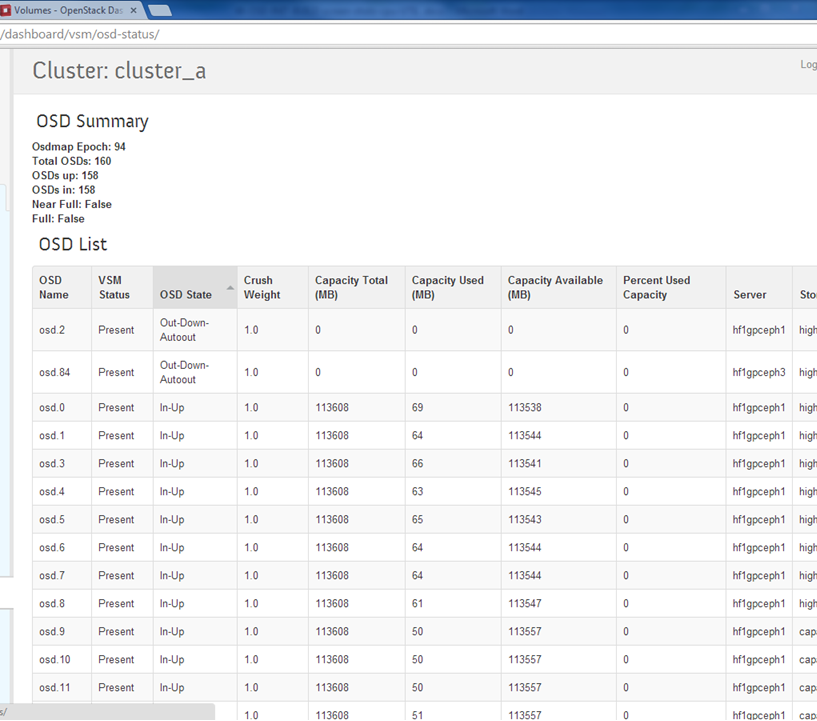 Volumes - OpenStack Das
/dashboard/vsm/osd-status/
Cluster: cluster_a
Log
OSD Summary
Osdmap Epoch: 94
Total OSDs: 160
OSDs up: 158
OSDs in: 158
Near Full: False
Full: False
OSD List
OSD Name VSM Status OSD State Crush Weight Capacity Total (MB) Capacity Used (MB) Capacity Available (MB) Percent Used Capacity Server Sto
osd.2 Present Out-Down-Autoout 1.0 0 0 0 0 hf1gpceph1 high
osd.84 Present Out-Down-Autoout 1.0 0 0 0 0 hf1gpceph3 high
osd.0 Present In-Up 1.0 113608 69 113538 0 hf1gpceph1 high
osd.1 Present In-Up 1.0 113608 64 113544 0 hf1gpceph1 high
osd.3 Present In-Up 1.0 113608 66 113541 0 hf1gpceph1 high
osd.4 Present In-Up 1.0 113608 63 113545 0 hf1gpceph1 high
osd.5 Present In-Up 1.0 113608 65 113543 0 hf1gpceph1 high
osd.6 Present In-Up 1.0 113608 64 113544 0 hf1gpceph1 high
osd.7 Present In-Up 1.0 113608 64 113544 0 hf1gpceph1 high
osd.8 Present In-Up 1.0 113608 61 113547 0 hf1gpceph1 high
osd.9 Present In-Up 1.0 113608 50 113557 0 hf1gpceph1 capa
osd.10 Present In-Up 1.0 113608 50 113557 0 hf1gpceph1 capa
osd.11 Present In-Up 1.0 113608 50 113557 0 hf1gpceph1 capa
s/ 1.0 113608 51 113557 0 hf1gpceph1 capa